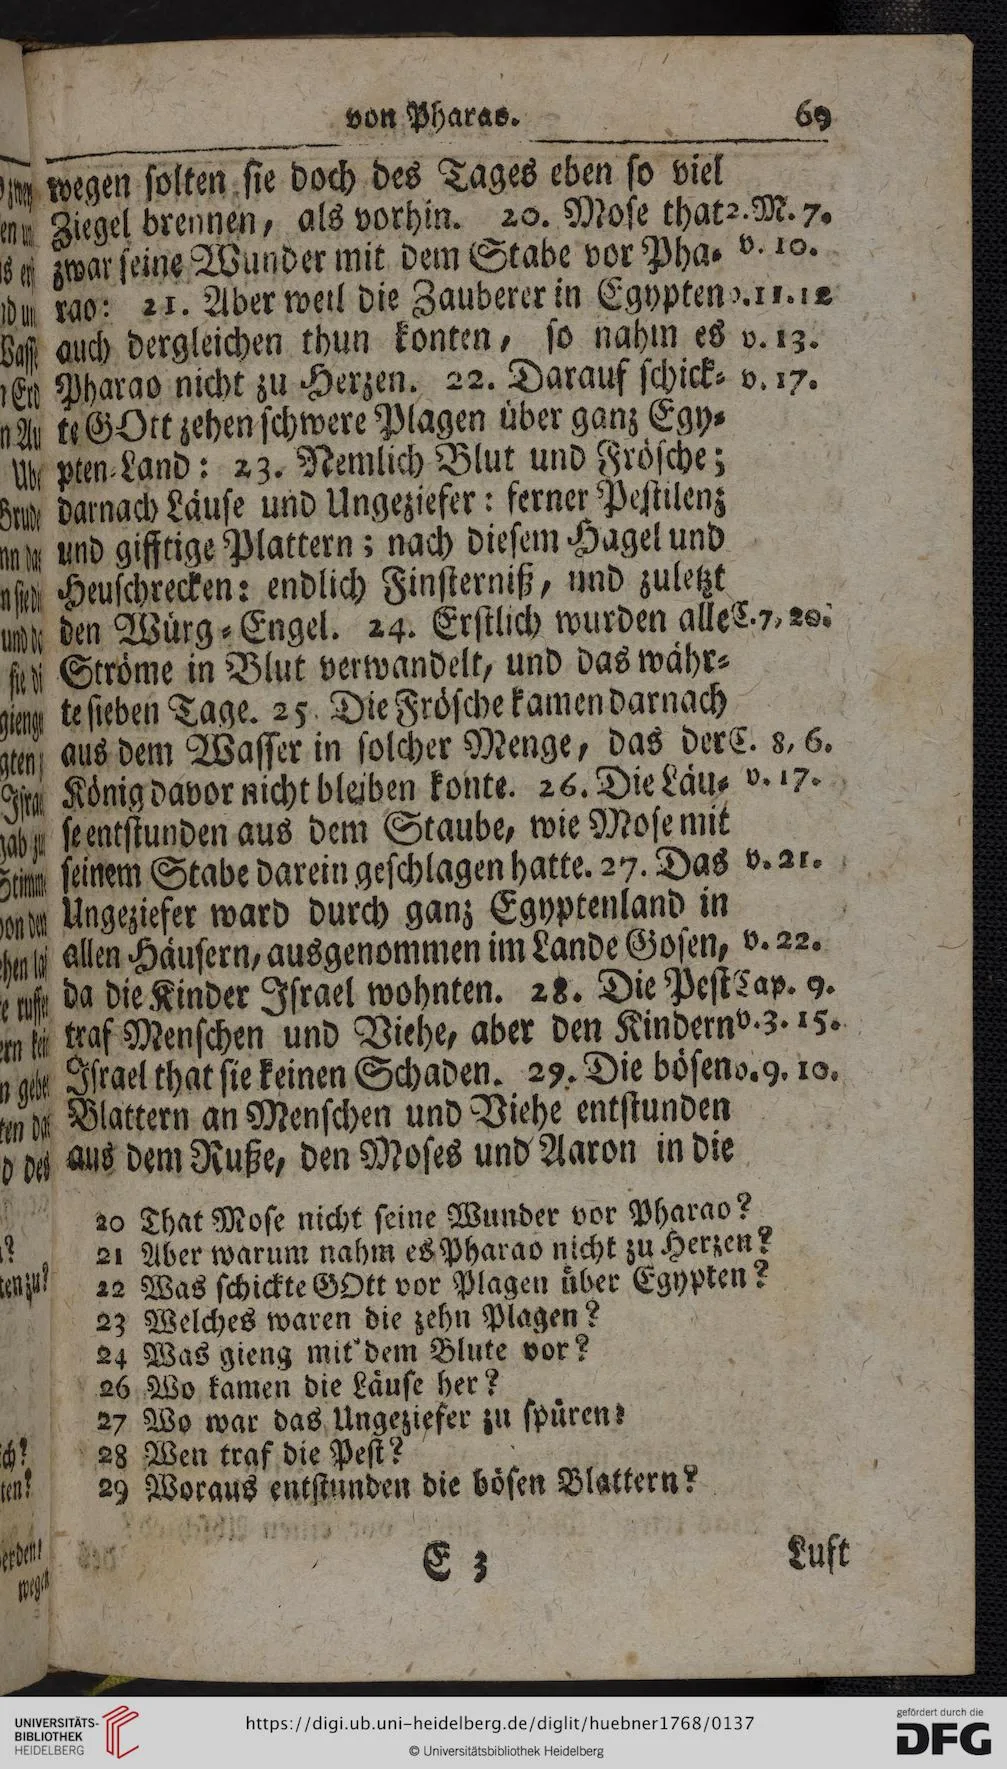 von Pharao. 69
wegen solten sie doch des Tages eben so viel
Ziegel brennen, als vorhin. 20. Mose that 2. M. 7.
zwar seine Wunder mit dem Stabe vor Pha- v. 10.
rao: 21. Aber weil die Zauberer in Egypten v. 11. 12
auch dergleichen thun konten, so nahm es v. 13.
Pharao nicht zu Herzen. 22. Darauf schick- v. 17.
te GOtt zehen schwere Plagen über ganz Egy-
pten-Land: 23. Nemlich Blut und Frösche;
darnach Läuse und Ungeziefer: ferner Pestilenz
und gifftige Plattern; nach diesem Hagel und
Heuschrecken: endlich Finsterniß, und zuletzt
den Würg-Engel. 24. Erstlich wurden alle C. 7, 20.
Ströme in Blut verwandelt, und das währ-
te sieben Tage. 25. Die Frösche kamen darnach
aus dem Wasser in solcher Menge, das der C. 8, 6.
König davor nicht bleiben konte. 26. Die Läu- v. 17.
se entstunden aus dem Staube, wie Mose mit
seinem Stabe darein geschlagen hatte. 27. Das v. 21.
Ungeziefer ward durch ganz Egyptenland in
allen Häusern, ausgenommen im Lande Gosen, v. 22.
da die Kinder Israel wohnten. 28. Die Pest Cap. 9.
traf Menschen und Viehe, aber den Kindern v. 3. 15.
Israel that sie keinen Schaden. 29. Die bösen v. 9. 10.
Blattern an Menschen und Viehe entstunden
aus dem Ruße, den Moses und Aaron in die
20 That Mose nicht seine Wunder vor Pharao?
21 Aber warum nahm es Pharao nicht zu Herzen?
22 Was schickte GOtt vor Plagen über Egypten?
23 Welches waren die zehn Plagen?
24 Was gieng mit dem Blute vor?
26 Wo kamen die Läuse her?
27 Wo war das Ungeziefer zu spüren?
28 Wen traf die Pest?
29 Woraus entstunden die bösen Blattern?
E 3 Luft
UNIVERSITÄTS-
BIBLIOTHEK
HEIDELBERG
https://digi.ub.uni-heidelberg.de/diglit/huebner1768/0137
© Universitätsbibliothek Heidelberg
gefördert durch die
DFG